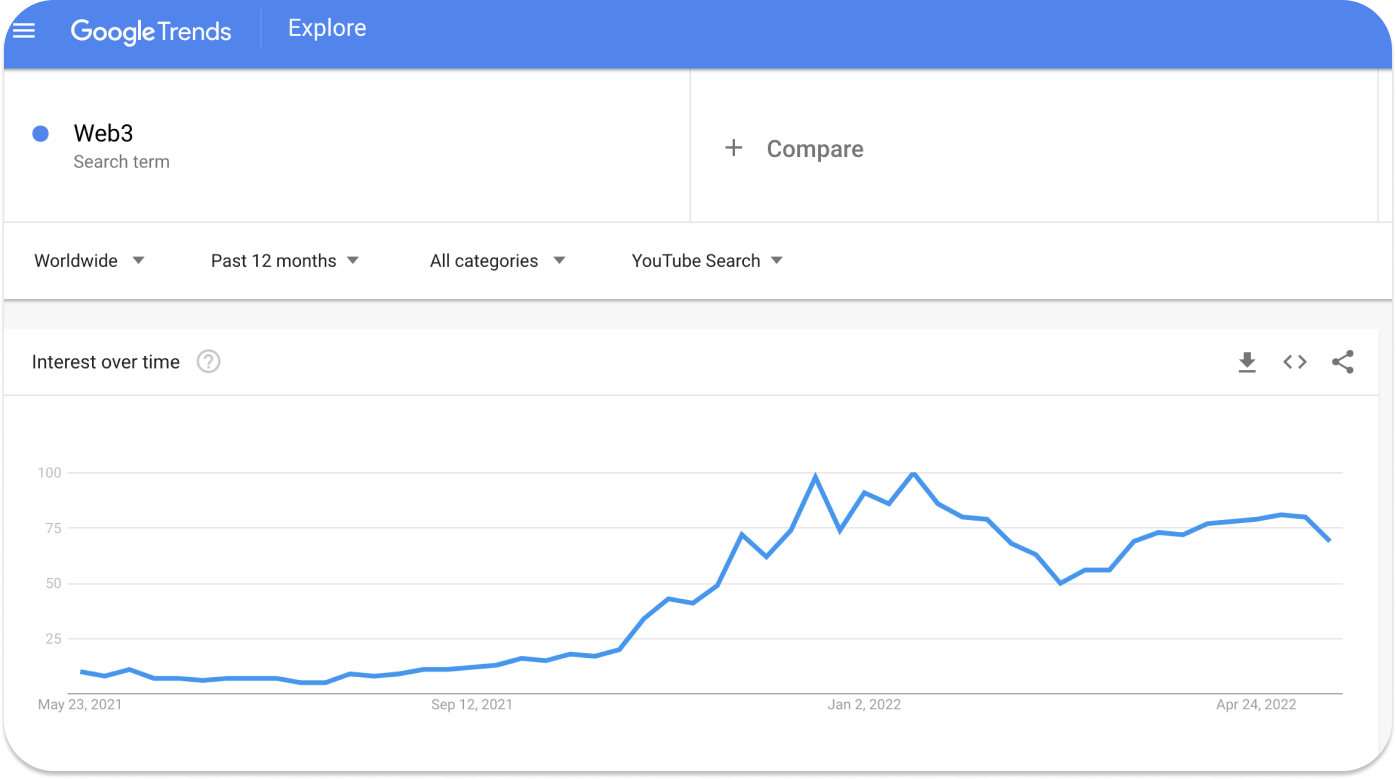 Google Trends Explore
Web3
Search term
+ Compare
Worldwide Past 12 months All categories YouTube Search
Interest over time ?
100
75
50
25
May 23, 2021 Sep 12, 2021 Jan 2, 2022 Apr 24, 2022